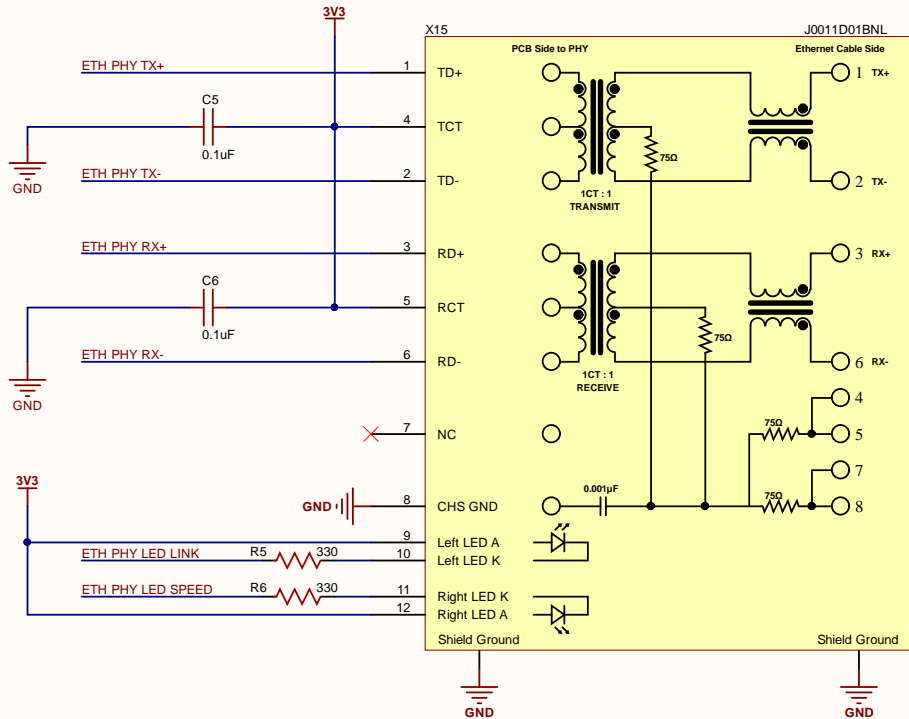 3V3
X15
J0011D01BNL
PCB Side to PHY
Ethernet Cable Side
ETH PHY TX+
1
TD+
1
TX+
C5
0.1uF
4
TCT
75Ω
GND
ETH PHY TX-
2
TD-
2
TX-
1CT : 1
TRANSMIT
ETH PHY RX+
3
RD+
3
RX+
C6
0.1uF
5
RCT
75Ω
GND
ETH PHY RX-
6
RD-
6
RX-
1CT : 1
RECEIVE
4
7
NC
75Ω
5
7
3V3
GND
8
CHS GND
0.001µF
75Ω
8
9
Left LED A
ETH PHY LED LINK
R5
330
10
Left LED K
ETH PHY LED SPEED
R6
330
11
Right LED K
12
Right LED A
Shield Ground
Shield Ground
GND
GND